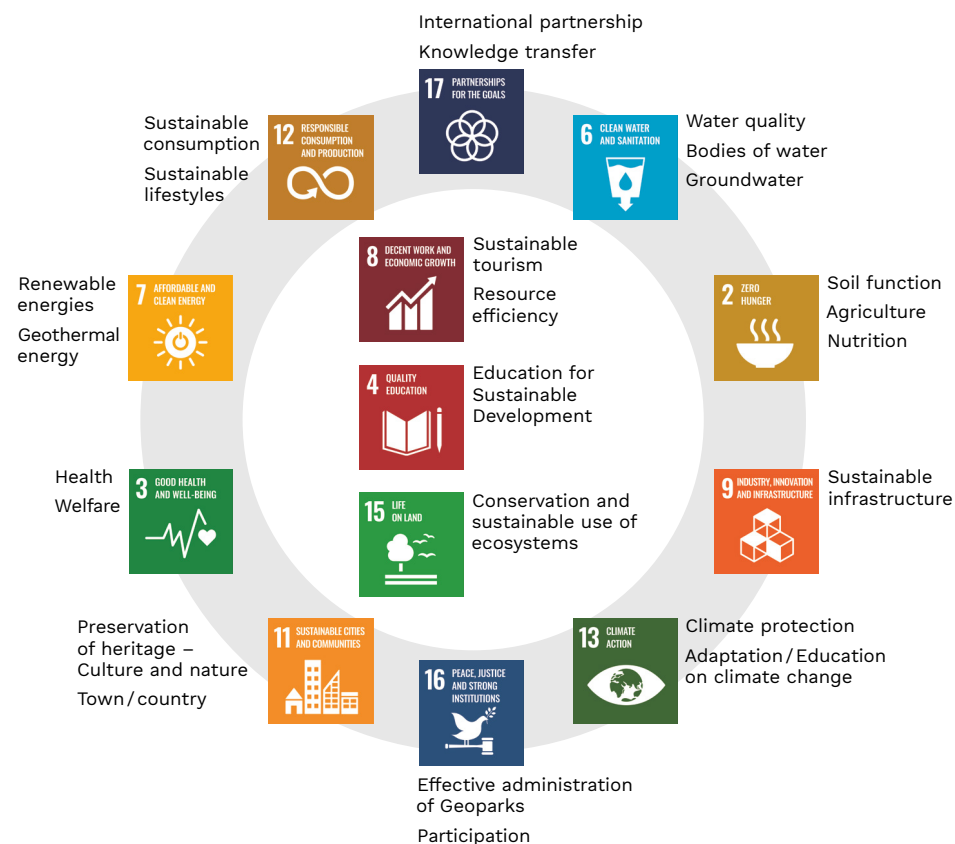 International partnership
Knowledge transfer
17 PARTNERSHIPS
FOR THE GOALS
Sustainable
consumption
Sustainable
lifestyles
12 RESPONSIBLE
CONSUMPTION
AND PRODUCTION
6 CLEAN WATER
AND SANITATION
Water quality
Bodies of water
Groundwater
8 DECENT WORK AND
ECONOMIC GROWTH
Sustainable
tourism
Resource
efficiency
Renewable
energies
Geothermal
energy
7 AFFORDABLE AND
CLEAN ENERGY
2 ZERO
HUNGER
Soil function
Agriculture
Nutrition
4 QUALITY
EDUCATION
Education for
Sustainable
Development
Health
Welfare
3 GOOD HEALTH
AND WELL-BEING
15 LIFE
ON LAND
Conservation and
sustainable use of
ecosystems
9 INDUSTRY, INNOVATION
AND INFRASTRUCTURE
Sustainable
infrastructure
Preservation
of heritage –
Culture and nature
Town / country
11 SUSTAINABLE CITIES
AND COMMUNITIES
16 PEACE, JUSTICE
AND STRONG
INSTITUTIONS
13 CLIMATE
ACTION
Climate protection
Adaptation / Education
on climate change
Effective administration
of Geoparks
Participation